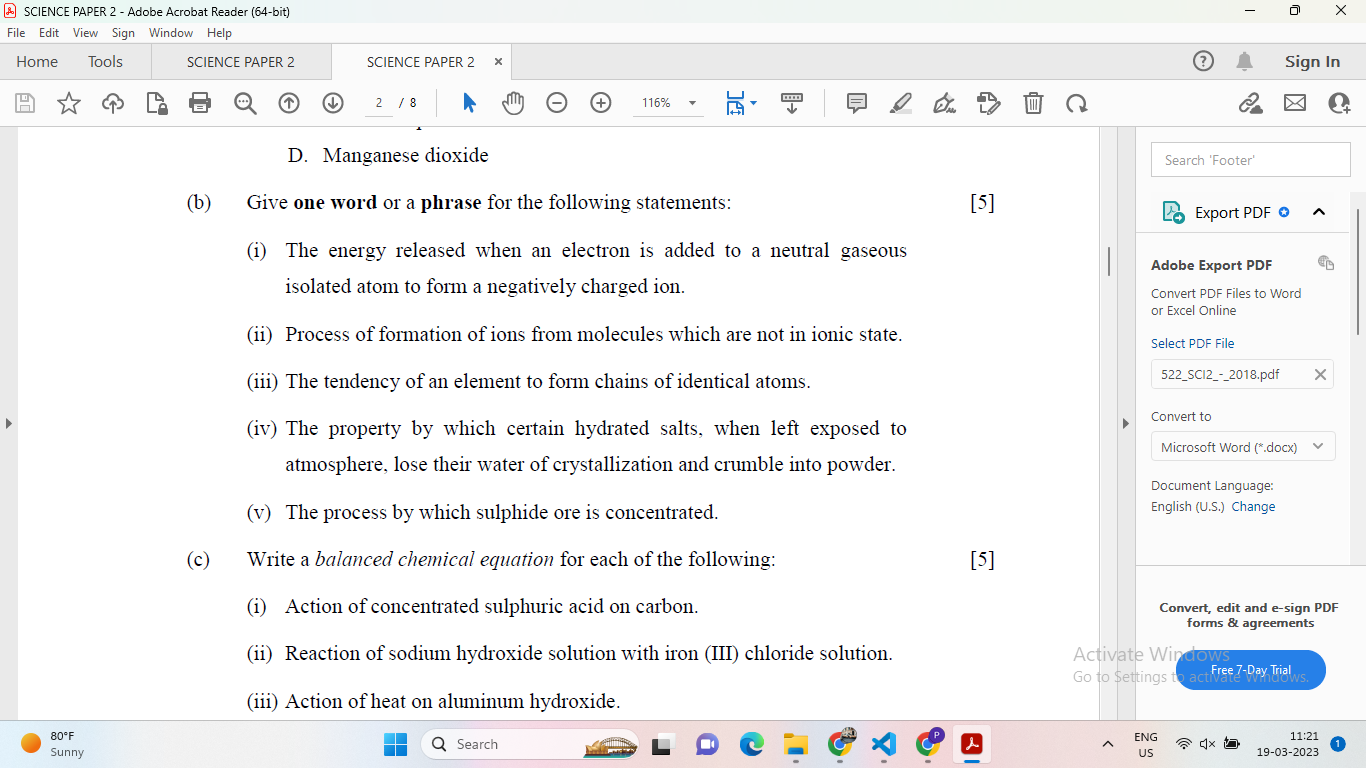 SCIENCE PAPER 2 - Adobe Acrobat Reader (64-bit)
File Edit View Sign Window Help
Home Tools SCIENCE PAPER 2 SCIENCE PAPER 2 × Sign In
2 / 8 116%
D. Manganese dioxide
(b) Give one word or a phrase for the following statements: [5]
(i) The energy released when an electron is added to a neutral gaseous
isolated atom to form a negatively charged ion.
(ii) Process of formation of ions from molecules which are not in ionic state.
(iii) The tendency of an element to form chains of identical atoms.
(iv) The property by which certain hydrated salts, when left exposed to
atmosphere, lose their water of crystallization and crumble into powder.
(v) The process by which sulphide ore is concentrated.
(c) Write a balanced chemical equation for each of the following: [5]
(i) Action of concentrated sulphuric acid on carbon.
(ii) Reaction of sodium hydroxide solution with iron (III) chloride solution.
(iii) Action of heat on aluminum hydroxide.
Search 'Footer'
Export PDF
Adobe Export PDF
Convert PDF Files to Word
or Excel Online
Select PDF File
522_SCI2_-_2018.pdf
Convert to
Microsoft Word (*.docx)
Document Language:
English (U.S.) Change
Convert, edit and e-sign PDF
forms & agreements
Free 7-Day Trial
Activate Windows
Go to Settings to activate Windows.
80°F
Sunny
Search
ENG
US
11:21
19-03-2023
1